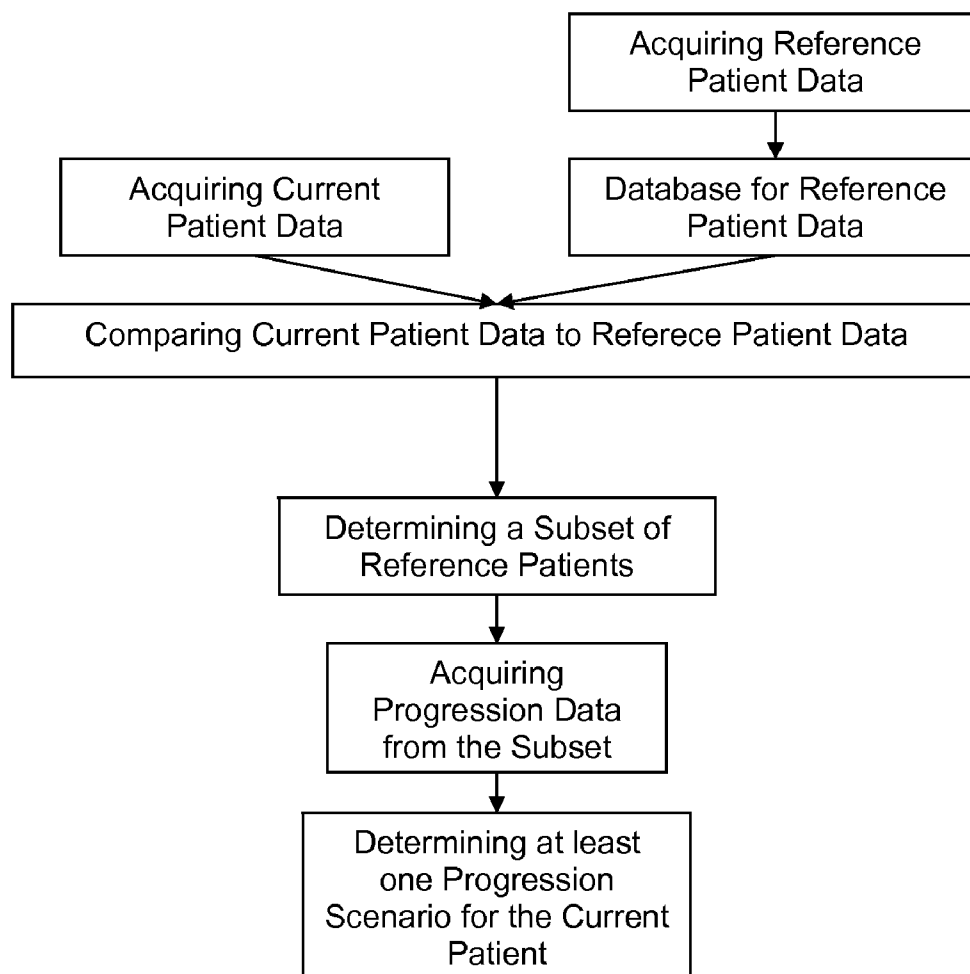 Acquiring Reference
Patient Data
Acquiring Current
Patient Data
Database for Reference
Patient Data
Comparing Current Patient Data to Referece Patient Data
Determining a Subset of
Reference Patients
Acquiring
Progression Data
from the Subset
Determining at least
one Progression
Scenario for the Current
Patient